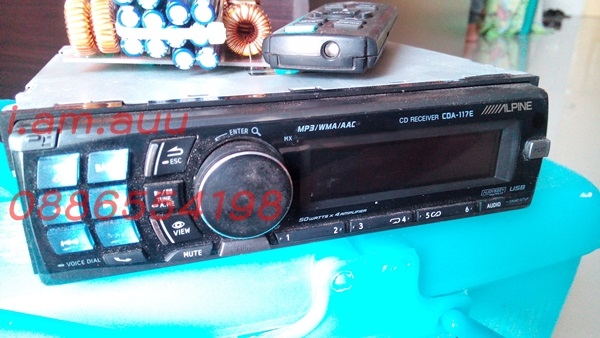 ALPINE
CD RECEIVER CDA-117E
MP3/WMA/AAC
i.am.auu
ENTER
MX
ESC
0886554198
VIEW
50WATTS x 4 AMPLIFIER
USB
1 2 3 4 5 6 AUDIO
VOICE DIAL
MUTE